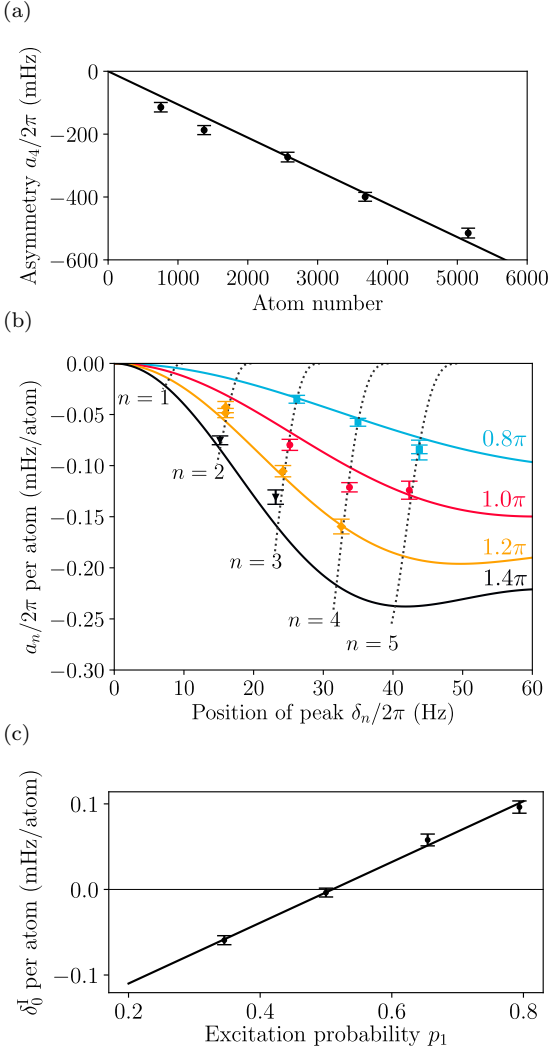 (a)
Asymmetry a₄/2π (mHz)
0
−200
−400
−600
0 1000 2000 3000 4000 5000 6000
Atom number
(b)
aₙ/2π per atom (mHz/atom)
0.00
−0.05
−0.10
−0.15
−0.20
−0.25
−0.30
n = 1
n = 2
n = 3
n = 4
n = 5
0.8π
1.0π
1.2π
1.4π
0 10 20 30 40 50 60
Position of peak δₙ/2π (Hz)
(c)
δ₀ᴵ per atom (mHz/atom)
0.1
0.0
−0.1
0.2 0.4 0.6 0.8
Excitation probability p₁